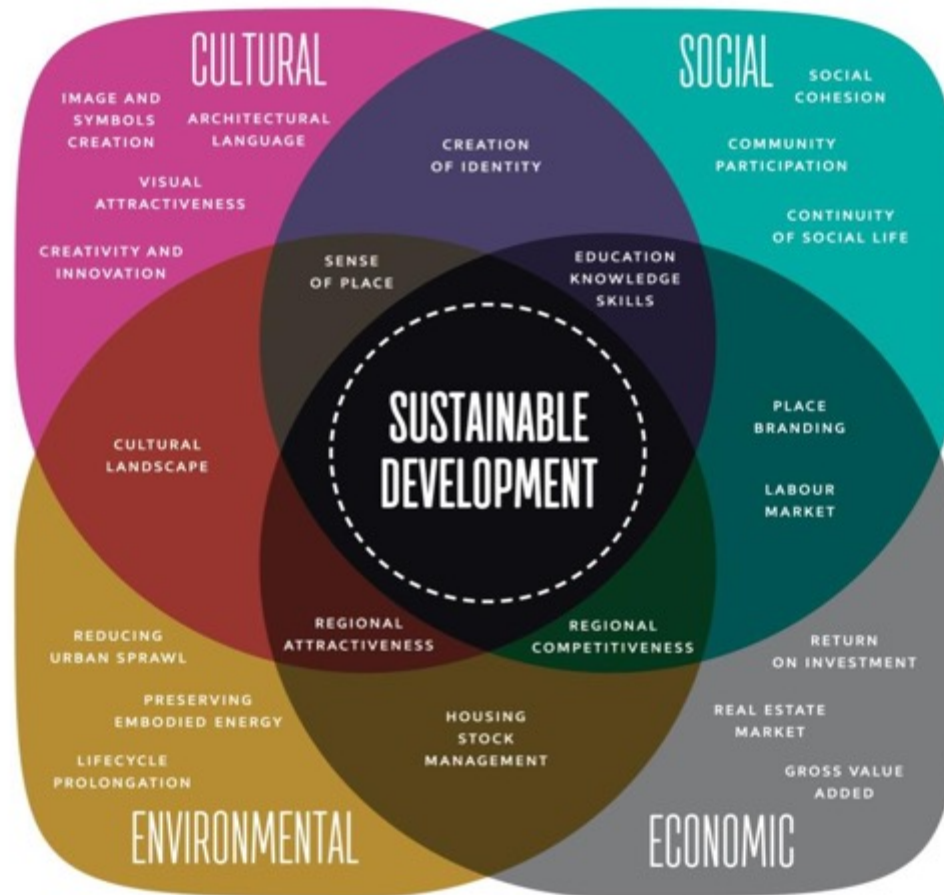 CULTURAL
IMAGE AND
SYMBOLS
CREATION
ARCHITECTURAL
LANGUAGE
VISUAL
ATTRACTIVENESS
CREATIVITY AND
INNOVATION
CREATION
OF IDENTITY
SOCIAL
SOCIAL
COHESION
COMMUNITY
PARTICIPATION
CONTINUITY
OF SOCIAL LIFE
SENSE
OF PLACE
EDUCATION
KNOWLEDGE
SKILLS
CULTURAL
LANDSCAPE
SUSTAINABLE
DEVELOPMENT
PLACE
BRANDING
LABOUR
MARKET
REGIONAL
ATTRACTIVENESS
REGIONAL
COMPETITIVENESS
REDUCING
URBAN SPRAWL
PRESERVING
EMBODIED ENERGY
LIFECYCLE
PROLONGATION
ENVIRONMENTAL
HOUSING
STOCK
MANAGEMENT
RETURN
ON INVESTMENT
REAL ESTATE
MARKET
GROSS VALUE
ADDED
ECONOMIC